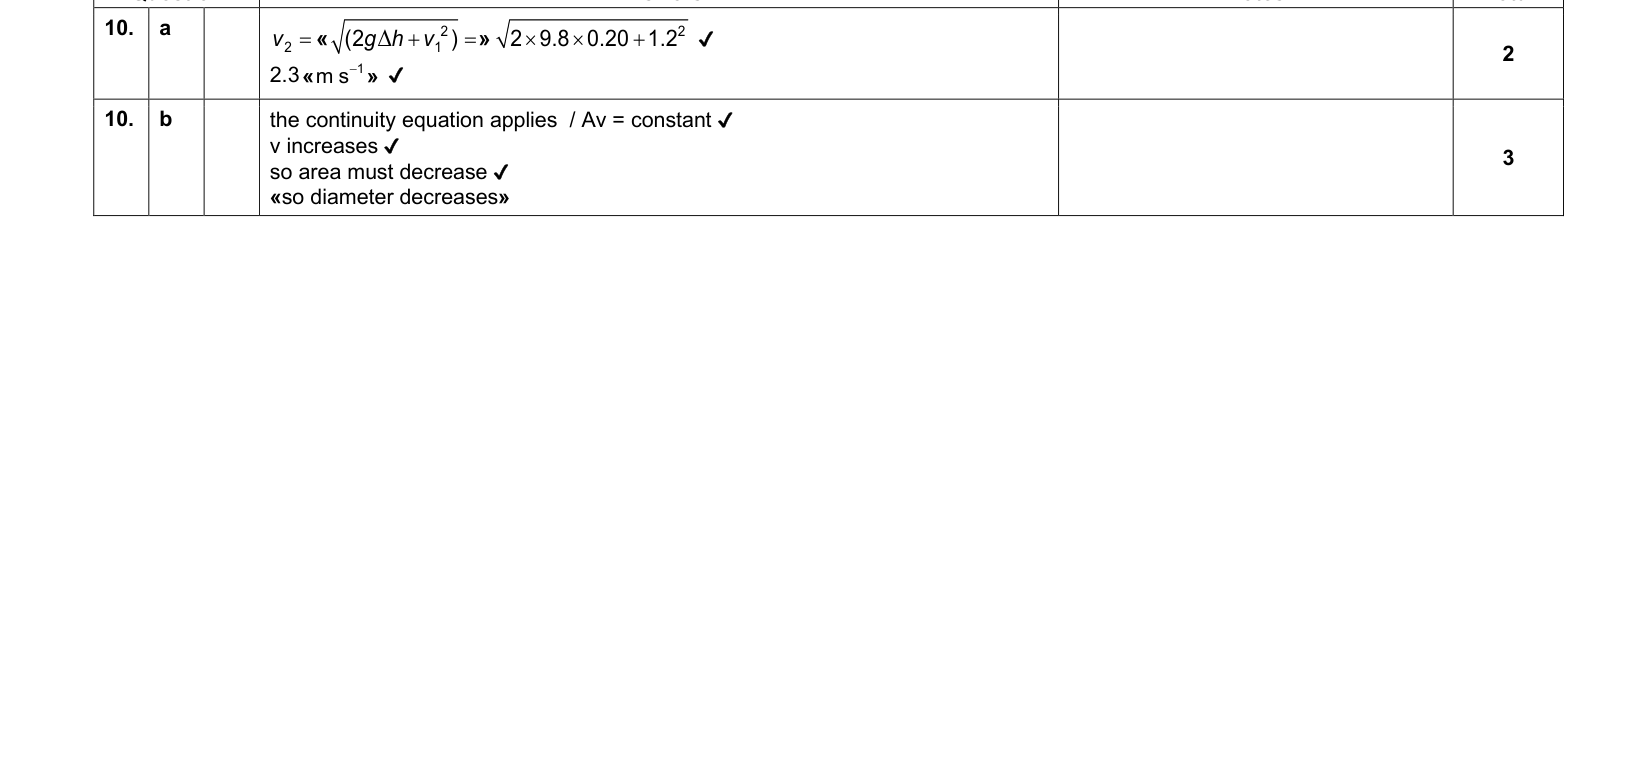 10. a v₂ = «√(2gΔh + v₁²) =» √2×9.8×0.20+1.2² ✓ 2
2.3 «m s⁻¹» ✓
10. b the continuity equation applies / Av = constant ✓ 3
v increases ✓
so area must decrease ✓
«so diameter decreases»